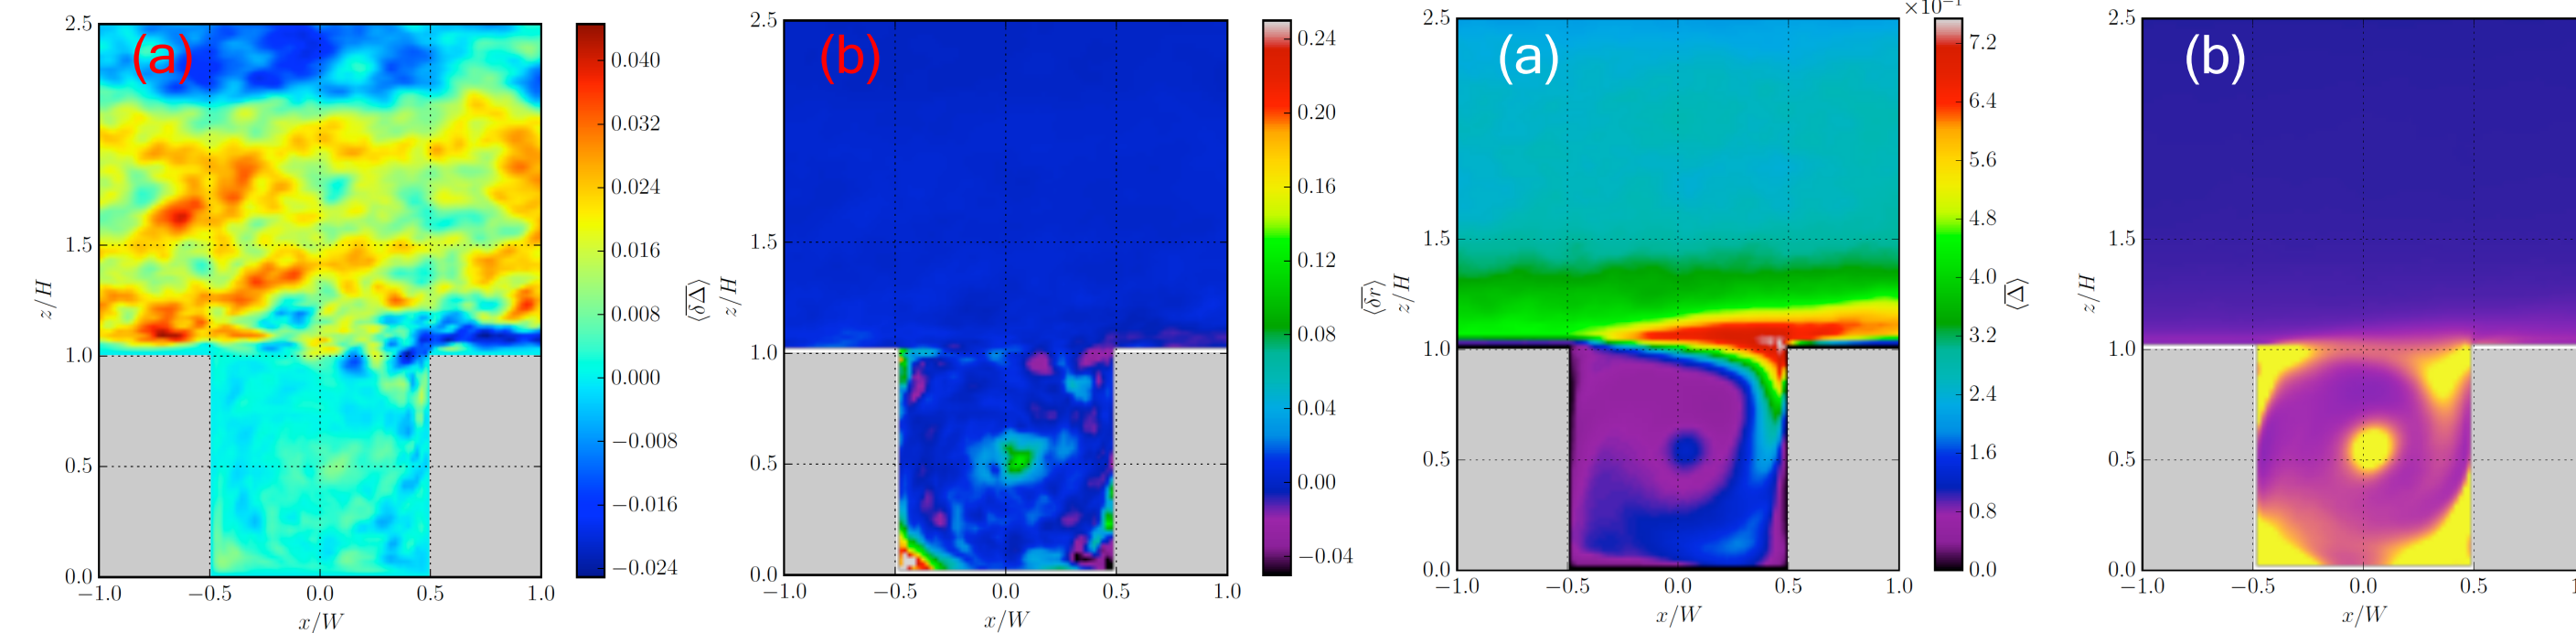 (a)
2.5
1.5
1.0
0.5
0.0
−1.0 −0.5 0.0 0.5 1.0
x/W
z/H
0.040
0.032
0.024
0.016
0.008
0.000
−0.008
−0.016
−0.024
⟨δΔ⟩
(b)
2.5
1.5
1.0
0.5
0.0
−1.0 −0.5 0.0 0.5 1.0
x/W
z/H
0.24
0.20
0.16
0.12
0.08
0.04
0.00
−0.04
⟨δr⟩
(a)
2.5
1.5
1.0
0.5
0.0
−1.0 −0.5 0.0 0.5 1.0
x/W
z/H
×10⁻¹
7.2
6.4
5.6
4.8
4.0
3.2
2.4
1.6
0.8
0.0
⟨Δ⟩
(b)
2.5
1.5
1.0
0.5
0.0
−1.0 −0.5 0.0 0.5 1
x/W
z/H